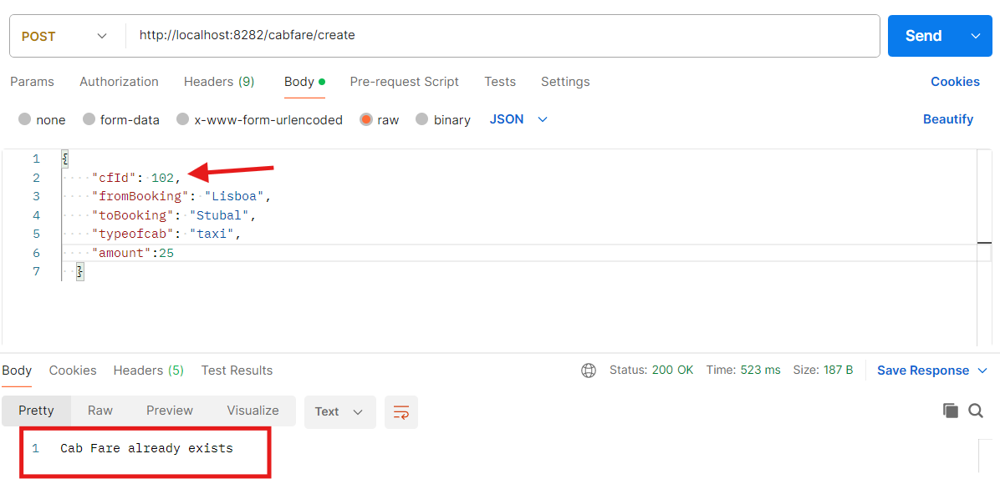 POST http://localhost:8282/cabfare/create Send
Params Authorization Headers (9) Body Pre-request Script Tests Settings Cookies
none form-data x-www-form-urlencoded raw binary JSON Beautify
1 {
2 "cfId": 102,
3 "fromBooking": "Lisboa",
4 "toBooking": "Stubal",
5 "typeofcab": "taxi",
6 "amount":25
7 }
Body Cookies Headers (5) Test Results Status: 200 OK Time: 523 ms Size: 187 B Save Response
Pretty Raw Preview Visualize Text
1 Cab Fare already exists